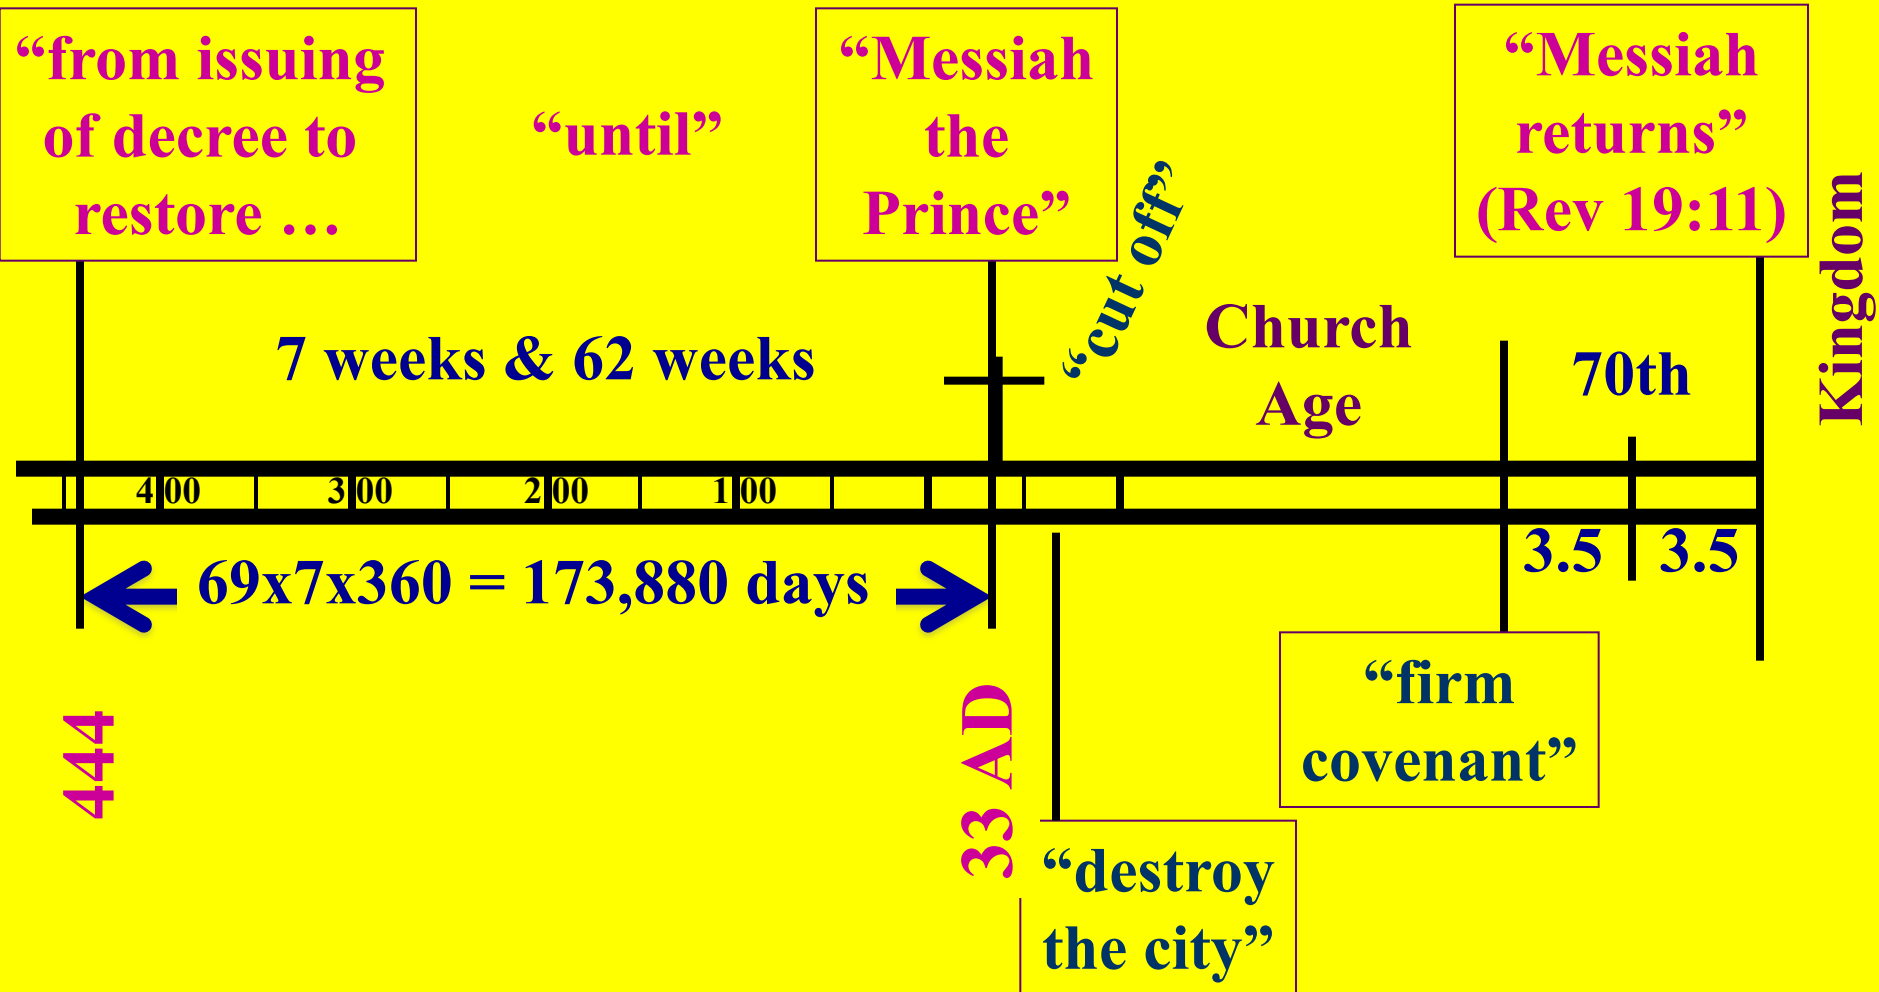 “from issuing
of decree to
restore …
“until”
“Messiah
the
Prince”
“cut off”
“Messiah
returns”
(Rev 19:11)
Kingdom
7 weeks & 62 weeks
Church
Age
70th
400 300 200 100
69x7x360 = 173,880 days
3.5 3.5
444
33 AD
“firm
covenant”
“destroy
the city”